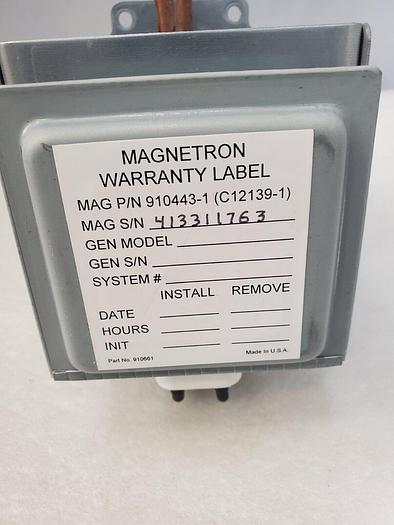 MAGNETRON
WARRANTY LABEL
MAG P/N 910443-1 (C12139-1)
MAG S/N 413311763
GEN MODEL
GEN S/N
SYSTEM #
INSTALL REMOVE
DATE
HOURS
INIT
Part No. 910661 Made In U.S.A.